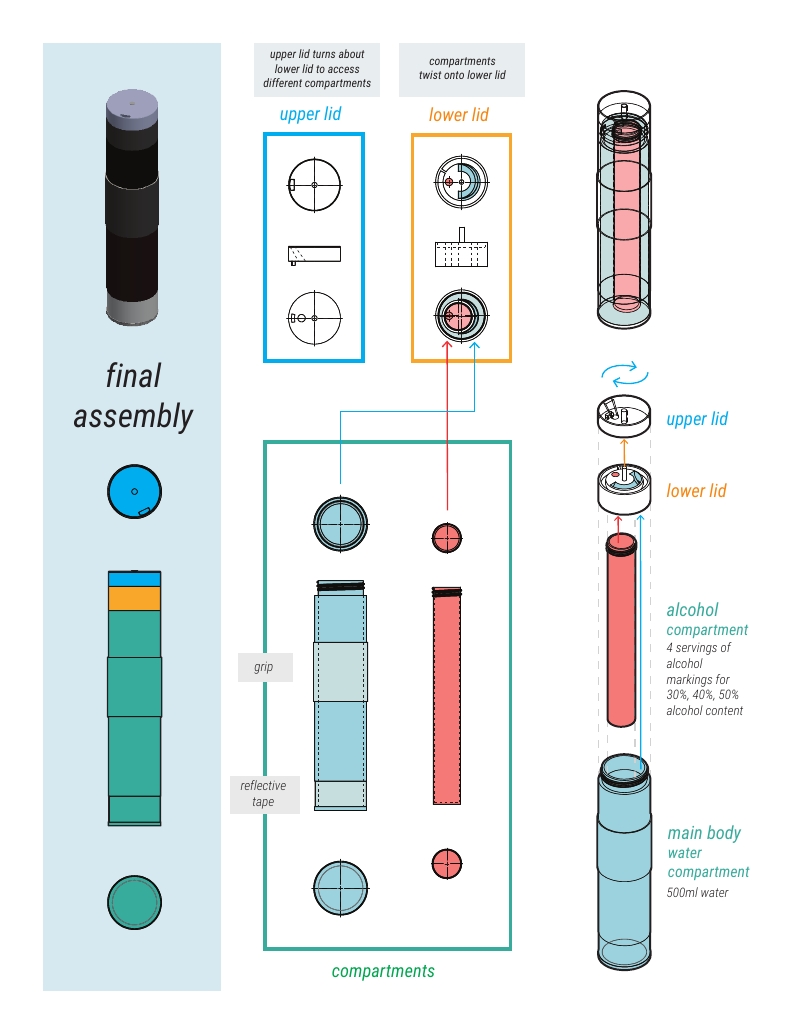 upper lid turns about
lower lid to access
different compartments
compartments
twist onto lower lid
upper lid
lower lid
final
assembly
upper lid
lower lid
grip
reflective
tape
alcohol
compartment
4 servings of
alcohol
markings for
30%, 40%, 50%
alcohol content
main body
water
compartment
500ml water
compartments